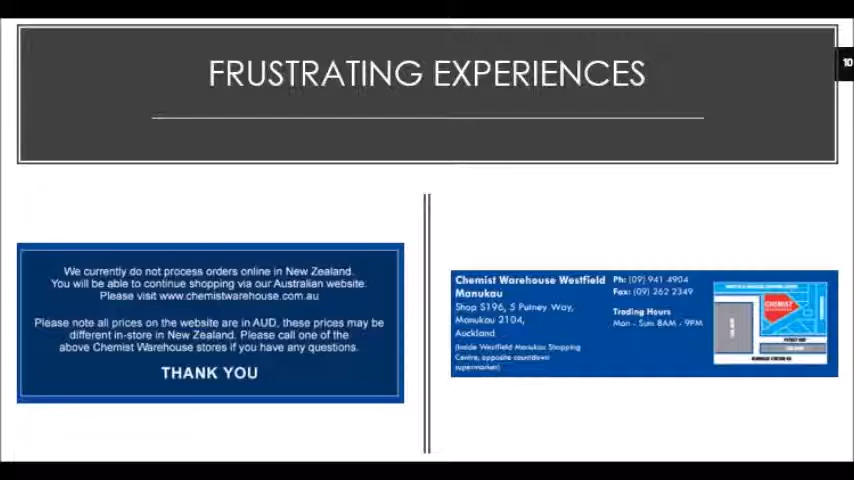 FRUSTRATING EXPERIENCES
10
We currently do not process orders online in New Zealand.
You will be able to continue shopping via our Australian website.
Please visit www.chemistwarehouse.com.au
Please note all prices on the website are in AUD, these prices may be
different in-store in New Zealand. Please call one of the
above Chemist Warehouse stores if you have any questions.
THANK YOU
Chemist Warehouse Westfield
Manukau
Shop S196, 5 Putney Way,
Manukau 2104,
Auckland
(Inside Westfield Manukau Shopping
Centre, opposite countdown
supermarket)
Ph: (09) 941 4904
Fax: (09) 262 2349
Trading Hours
Mon - Sun: 8AM - 9PM
CHEMIST